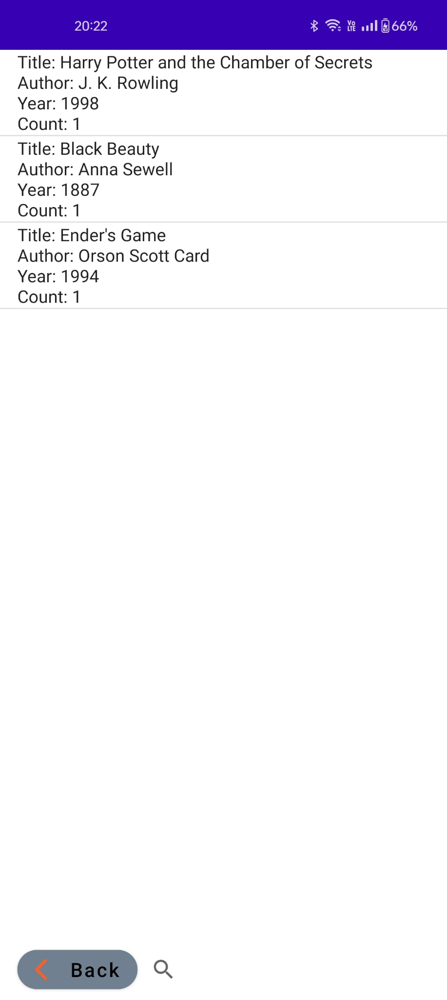 20:22
Vo LTE 66%
Title: Harry Potter and the Chamber of Secrets
Author: J. K. Rowling
Year: 1998
Count: 1
Title: Black Beauty
Author: Anna Sewell
Year: 1887
Count: 1
Title: Ender's Game
Author: Orson Scott Card
Year: 1994
Count: 1
Back